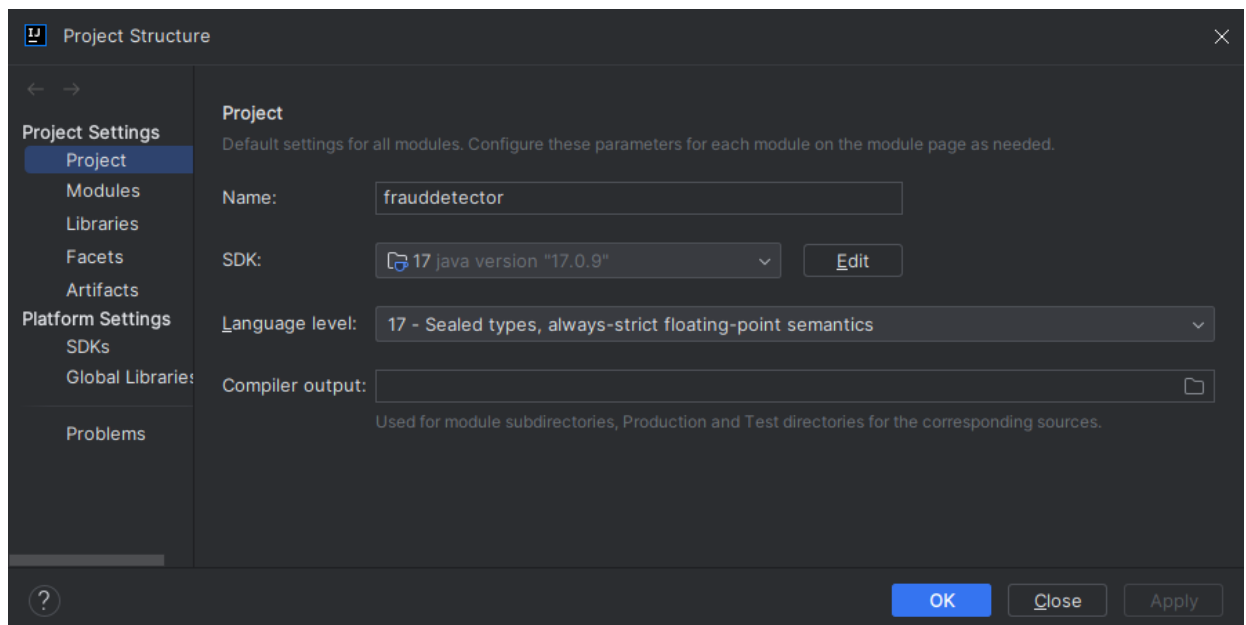 Project Structure
Project Settings
Project
Modules
Libraries
Facets
Artifacts
Platform Settings
SDKs
Global Libraries
Problems
Project
Default settings for all modules. Configure these parameters for each module on the module page as needed.
Name: frauddetector
SDK: 17 java version "17.0.9" Edit
Language level: 17 - Sealed types, always-strict floating-point semantics
Compiler output:
Used for module subdirectories, Production and Test directories for the corresponding sources.
? OK Close Apply